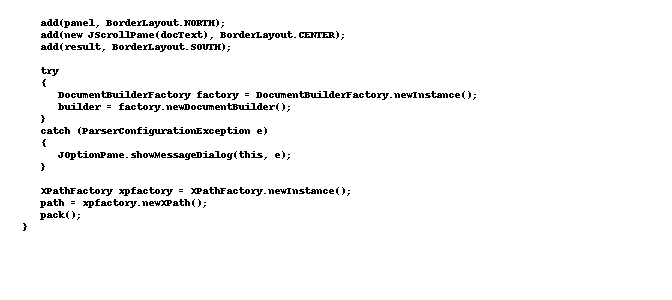 add(panel, BorderLayout.NORTH);
add(new JScrollPane(docText), BorderLayout.CENTER);
add(result, BorderLayout.SOUTH);
try
{
DocumentBuilderFactory factory = DocumentBuilderFactory.newInstance();
builder = factory.newDocumentBuilder();
}
catch (ParserConfigurationException e)
{
JOptionPane.showMessageDialog(this, e);
}
XPathFactory xpfactory = XPathFactory.newInstance();
path = xpfactory.newXPath();
pack();
}